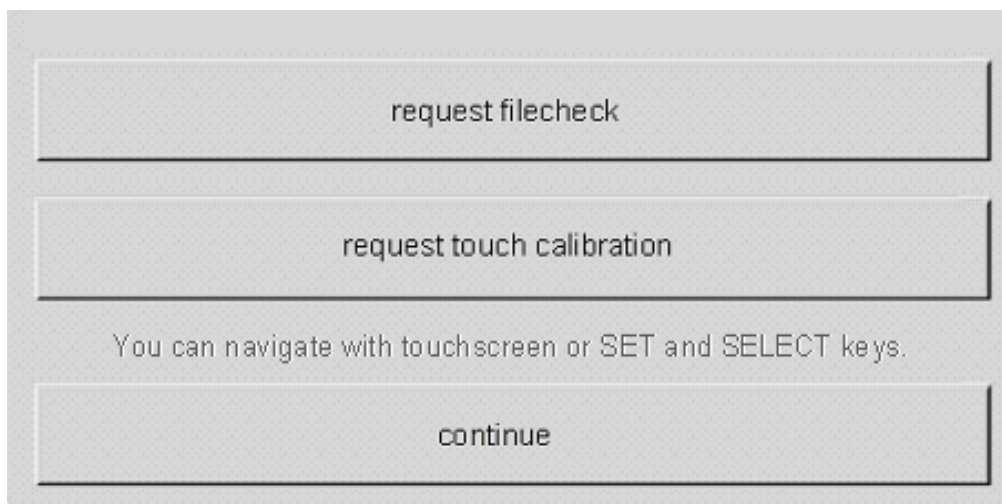 request filecheck
request touch calibration
You can navigate with touchscreen or SET and SELECT keys.
continue